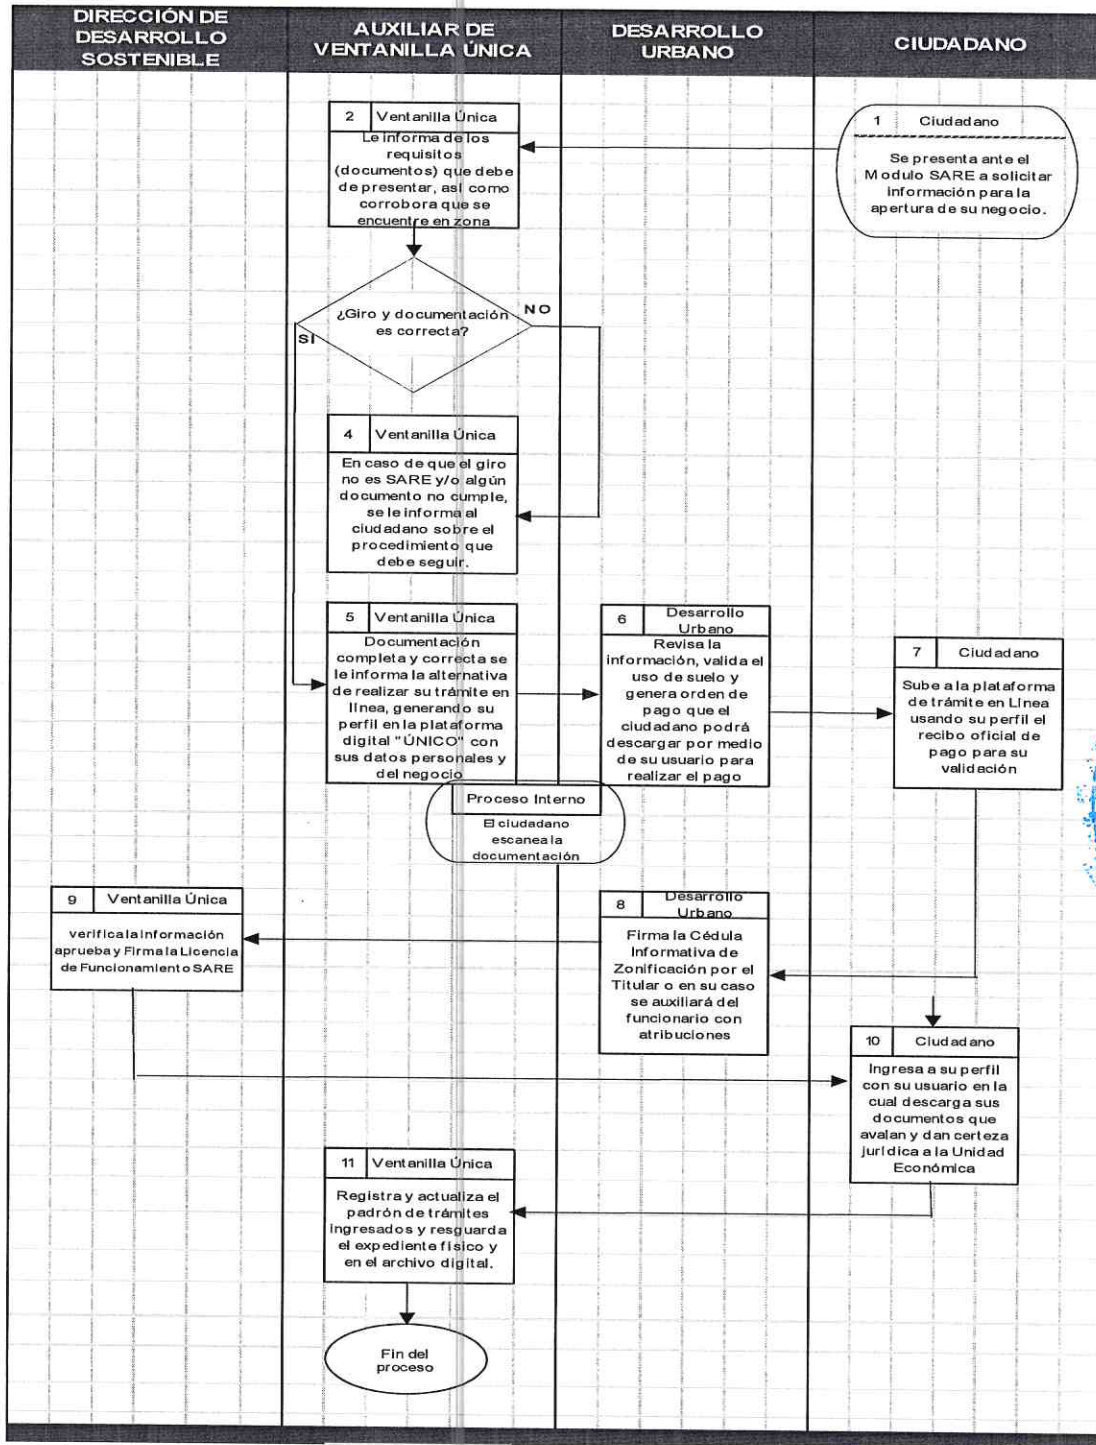 DIRECCIÓN DE
DESARROLLO
SOSTENIBLE
AUXILIAR DE
VENTANILLA ÚNICA
DESARROLLO
URBANO
CIUDADANO
1 Ciudadano
Se presenta ante el
Modulo SARE a solicitar
información para la
apertura de su negocio.
2 Ventanilla Única
Le informa de los
requisitos
(documentos) que debe
de presentar, así como
corrobora que se
encuentre en zona
¿Giro y documentación
es correcta?
NO
SÍ
4 Ventanilla Única
En caso de que el giro
no es SARE y/o algún
documento no cumple,
se le informa al
ciudadano sobre el
procedimiento que
debe seguir.
5 Ventanilla Única
Documentación
completa y correcta se
le informa la alternativa
de realizar su trámite en
línea, generando su
perfil en la plataforma
digital "ÚNICO" con
sus datos personales y
del negocio
6 Desarrollo
Urbano
Revisa la
información, valida el
uso de suelo y
genera orden de
pago que el
ciudadano podrá
descargar por medio
de su usuario para
realizar el pago
7 Ciudadano
Sube a la plataforma
de trámite en Línea
usando su perfil el
recibo oficial de
pago para su
validación
Proceso Interno
El ciudadano
escanea la
documentación
8 Desarrollo
Urbano
Firma la Cédula
Informativa de
Zonificación por el
Titular o en su caso
se auxiliará del
funcionario con
atribuciones
9 Ventanilla Única
verifica la información
aprueba y Firma la Licencia
de Funcionamiento SARE
10 Ciudadano
Ingresa a su perfil
con su usuario en la
cual descarga sus
documentos que
avalan y dan certeza
jurídica a la Unidad
Económica
11 Ventanilla Única
Registra y actualiza el
padrón de trámites
ingresados y resguarda
el expediente físico y
en el archivo digital.
Fin del
proceso